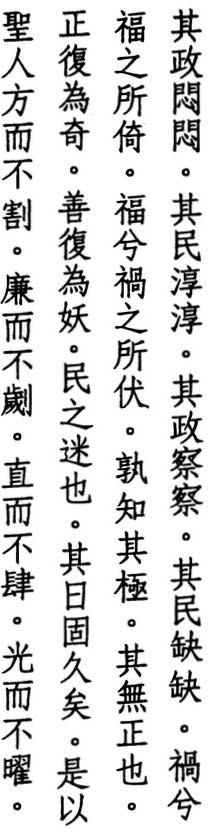 其政悶悶。其民淳淳。其政察察。其民缺缺。禍兮
福之所倚。福兮禍之所伏。孰知其極。其無正也。
正復為奇。善復為妖。民之迷也。其日固久矣。是以
聖人方而不割。廉而不劌。直而不肆。光而不曜。